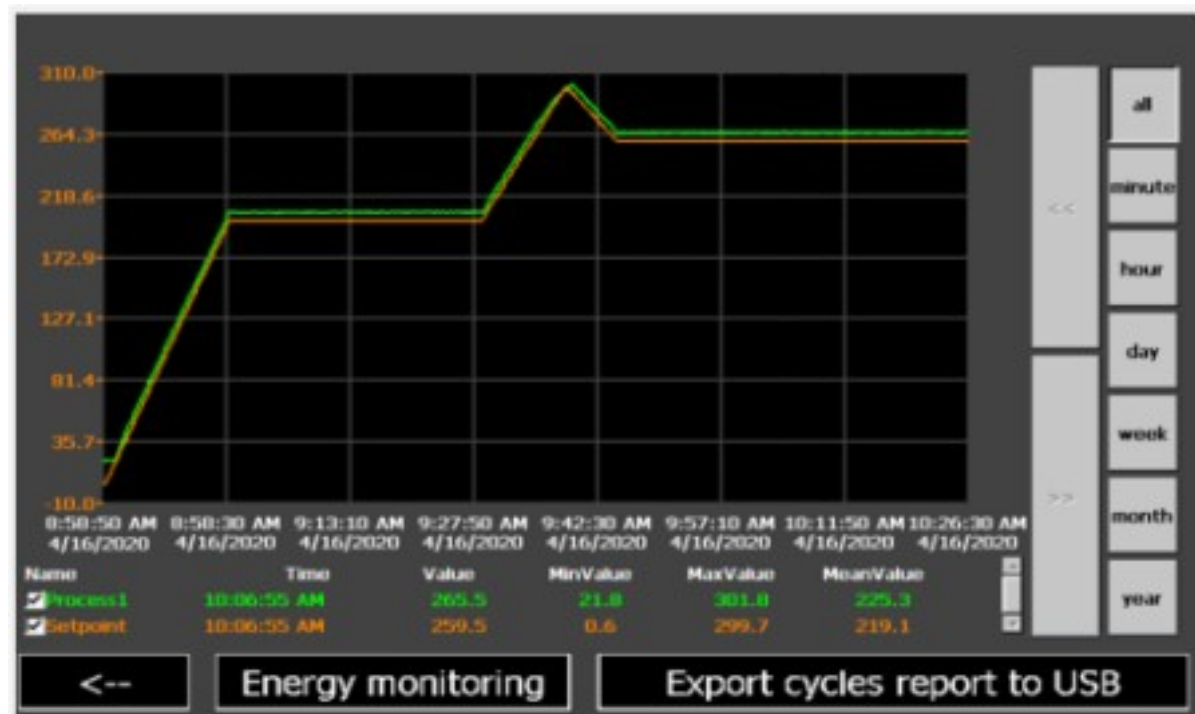 310.0
264.3
all
218.6
minute
<<
172.9
hour
127.1
day
81.4
35.7
week
-10.0
>>
8:58:50 AM 8:58:30 AM 9:13:10 AM 9:27:50 AM 9:42:30 AM 9:57:10 AM 10:11:50 AM 10:26:30 AM
4/16/2020 4/16/2020 4/16/2020 4/16/2020 4/16/2020 4/16/2020 4/16/2020 4/16/2020
month
Name Time Value MinValue MaxValue MeanValue
Process1 10:06:55 AM 265.5 21.8 301.8 225.3
year
Setpoint 10:06:55 AM 259.5 0.6 299.7 219.1
<-- Energy monitoring Export cycles report to USB